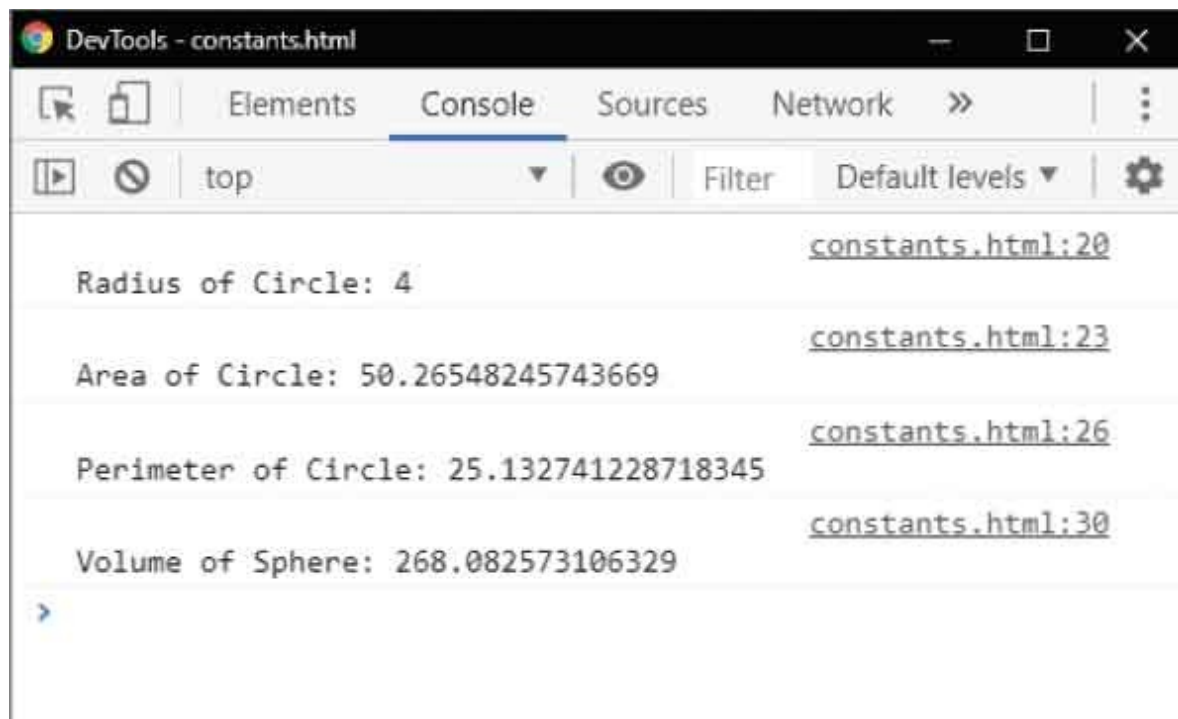 DevTools - constants.html
Elements Console Sources Network »
top Filter Default levels
constants.html:20
Radius of Circle: 4
constants.html:23
Area of Circle: 50.26548245743669
constants.html:26
Perimeter of Circle: 25.132741228718345
constants.html:30
Volume of Sphere: 268.082573106329
>